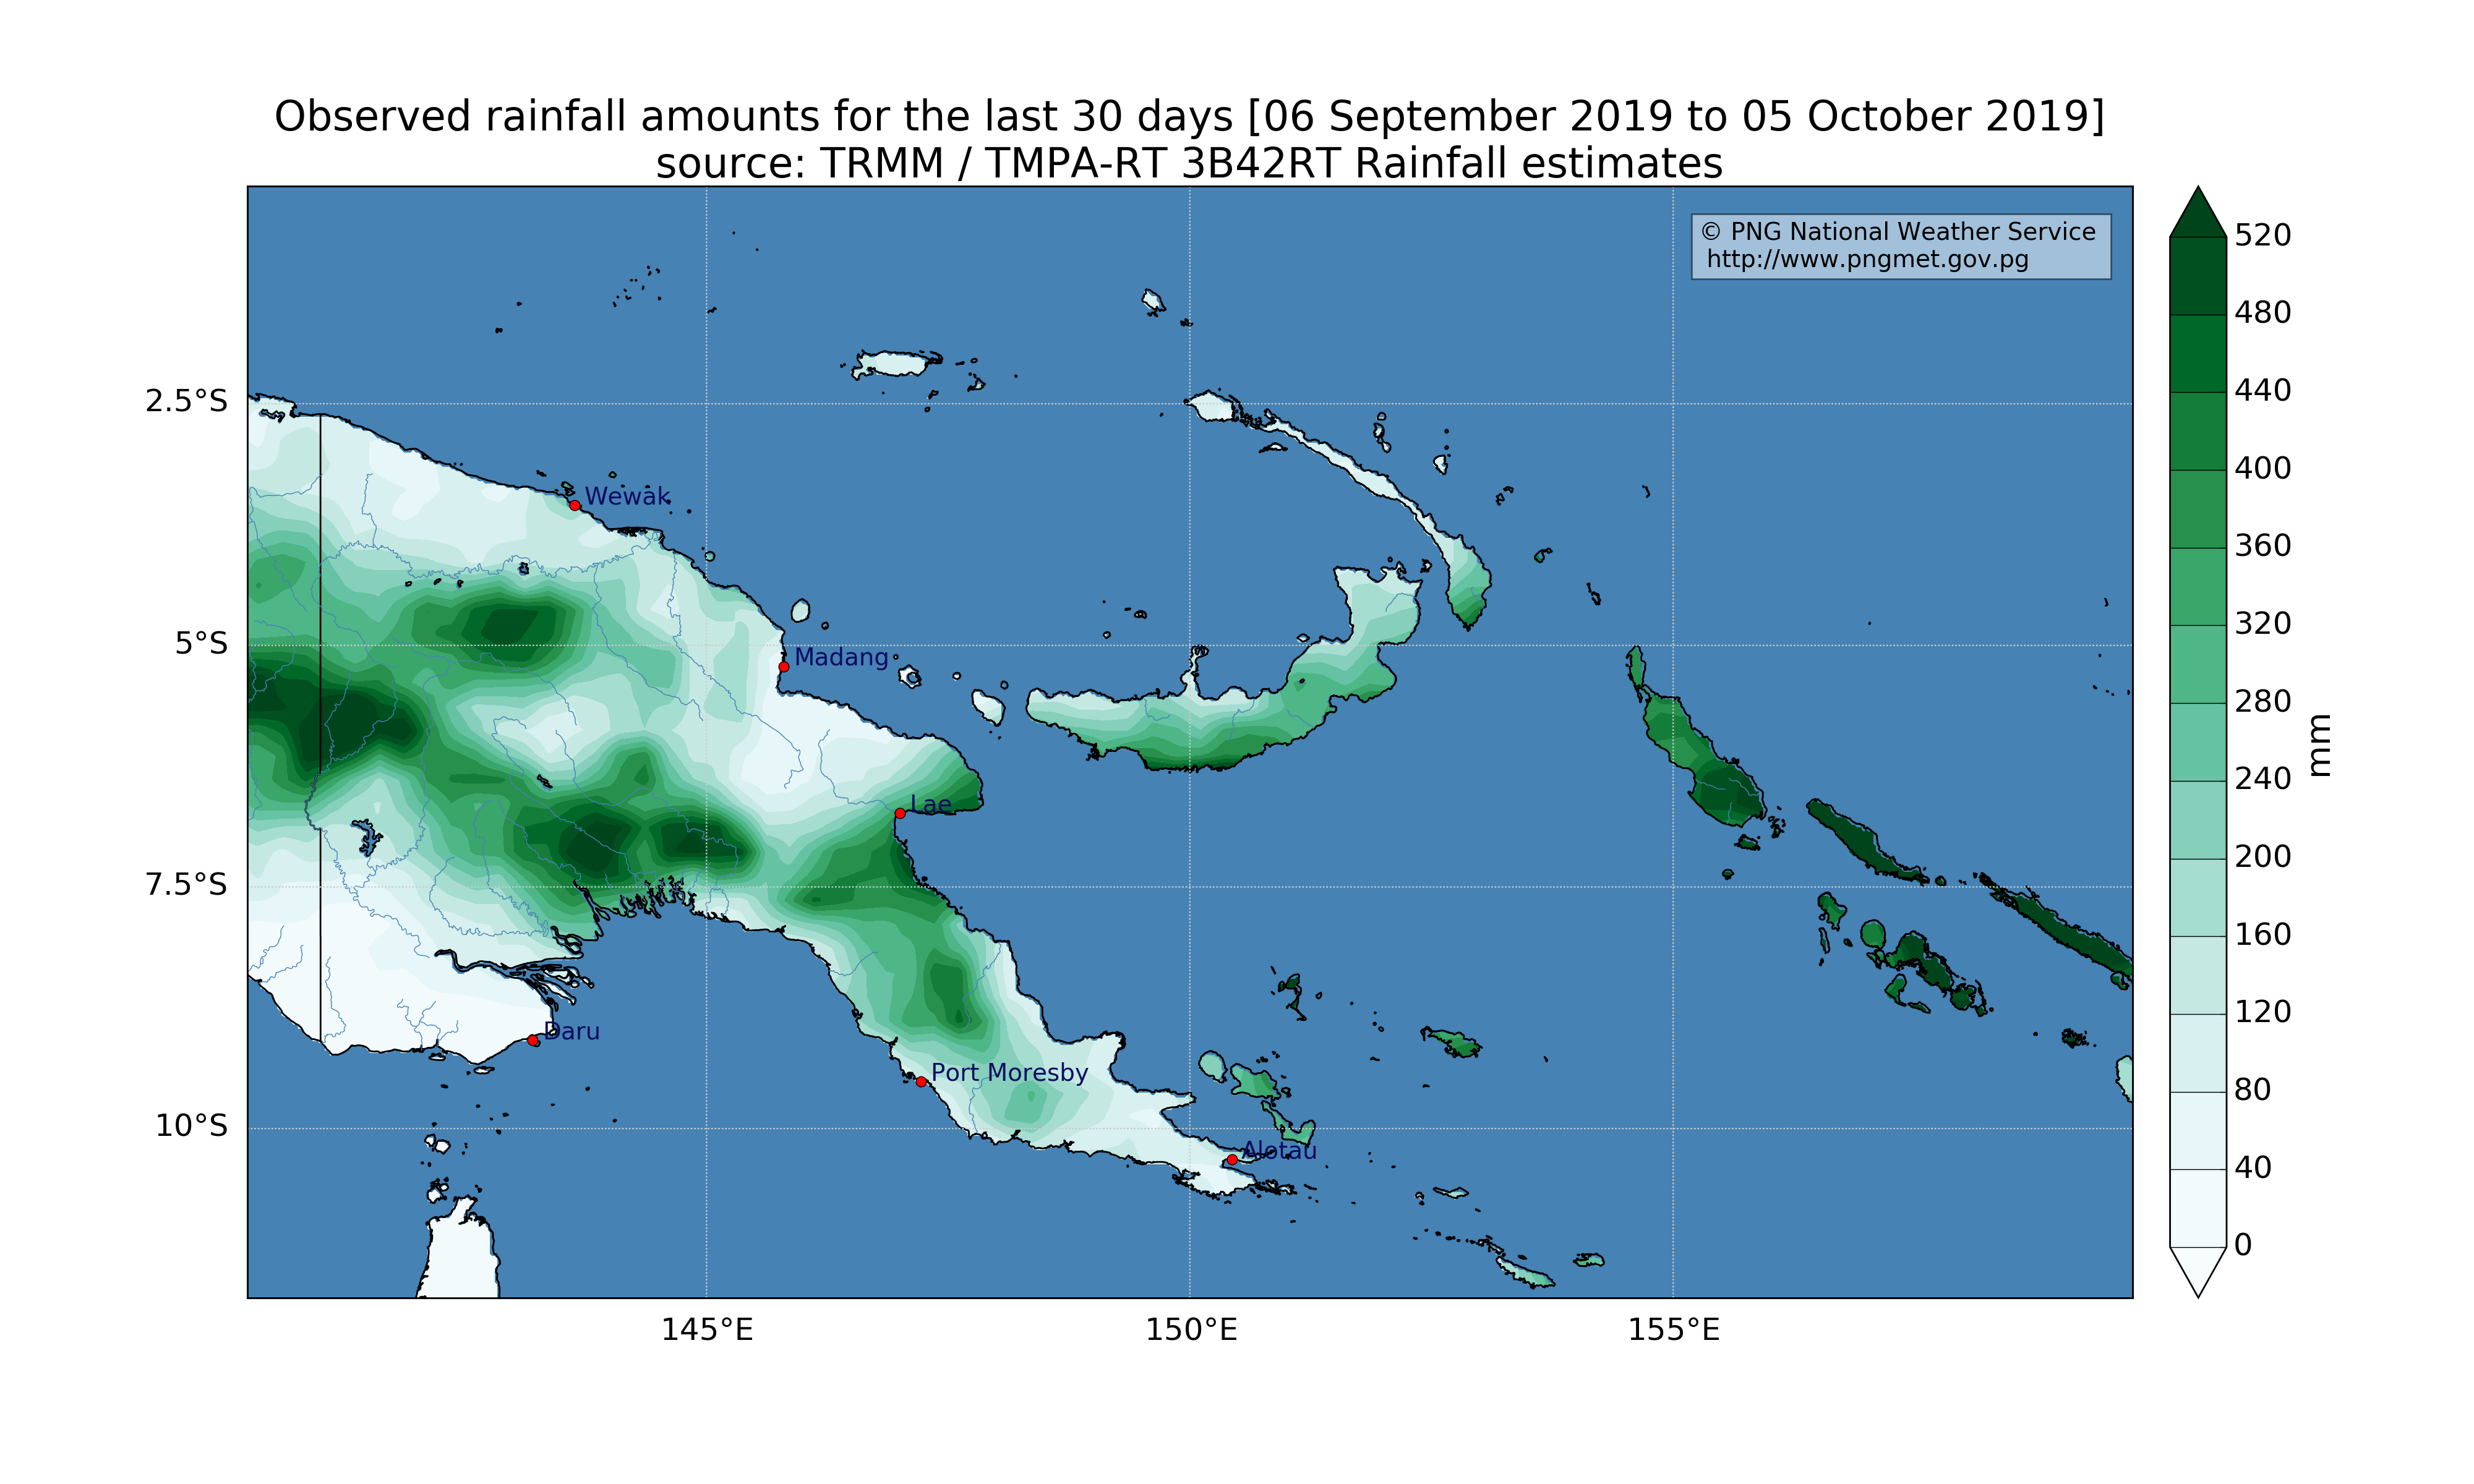 Observed rainfall amounts for the last 30 days [06 September 2019 to 05 October 2019]
source: TRMM / TMPA-RT 3B42RT Rainfall estimates
© PNG National Weather Service
http://www.pngmet.gov.pg
520
480
440
400
360
320
280
240
200
160
120
80
40
0
mm
2.5°S
5°S
7.5°S
10°S
Wewak
Madang
Lae
Daru
Port Moresby
Alotau
145°E
150°E
155°E